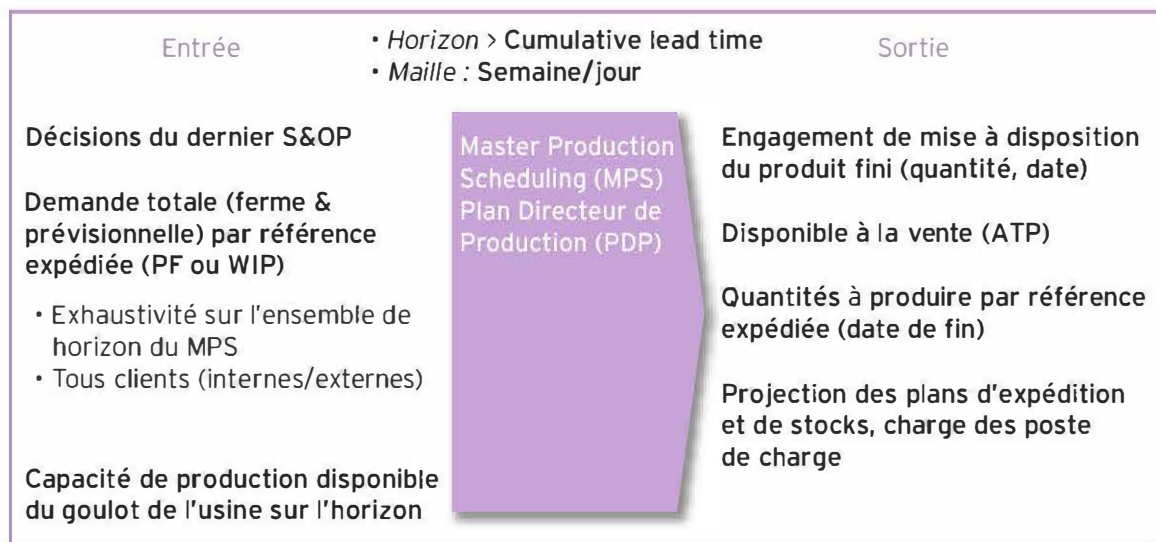 Entrée
• Horizon > Cumulative lead time
• Maille : Semaine/jour
Sortie
Décisions du dernier S&OP
Demande totale (ferme &
prévisionnelle) par référence
expédiée (PF ou WIP)
• Exhaustivité sur l'ensemble de
horizon du MPS
• Tous clients (internes/externes)
Capacité de production disponible
du goulot de l'usine sur l'horizon
Master Production
Scheduling (MPS)
Plan Directeur de
Production (PDP)
Engagement de mise à disposition
du produit fini (quantité, date)
Disponible à la vente (ATP)
Quantités à produire par référence
expédiée (date de fin)
Projection des plans d'expédition
et de stocks, charge des poste
de charge